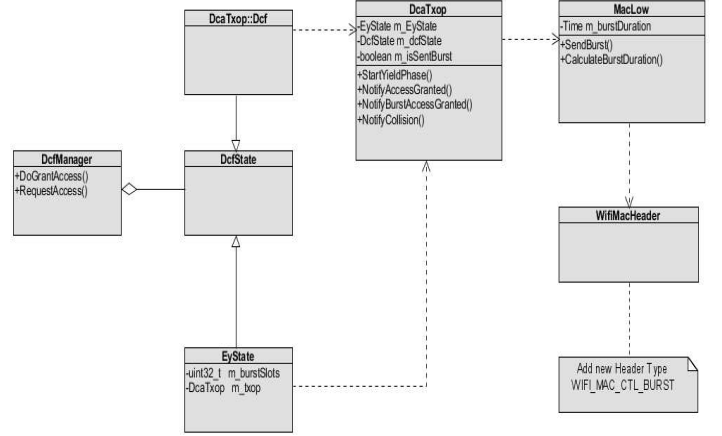 DcaTxop::Dcf
DcaTxop
-EyState m_EyState
-DcfState m_dcfState
-boolean m_isSentBurst
+StartYieldPhase()
+NotifyAccessGranted()
+NotifyBurstAccessGranted()
+NotifyCollision()
MacLow
-Time m_burstDuration
+SendBurst()
+CalculateBurstDuration()
DcfManager
+DoGrantAccess()
+RequestAccess()
DcfState
WifiMacHeader
EyState
-uint32_t m_burstSlots
-DcaTxop m_txop
Add new Header Type
WIFI_MAC_CTL_BURST